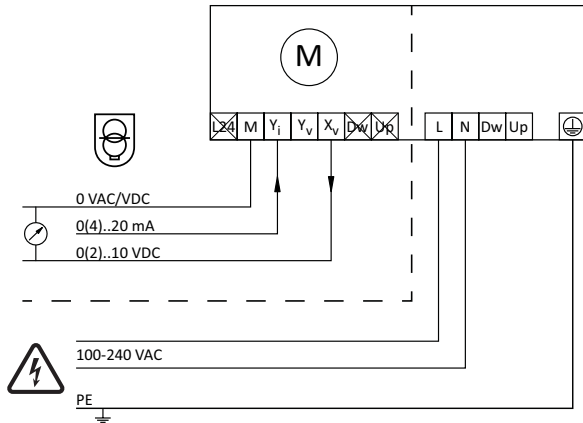 M
L24 M Yi Yv Xv Dw Up L N Dw Up
0 VAC/VDC
0(4)..20 mA
0(2)..10 VDC
100-240 VAC
PE